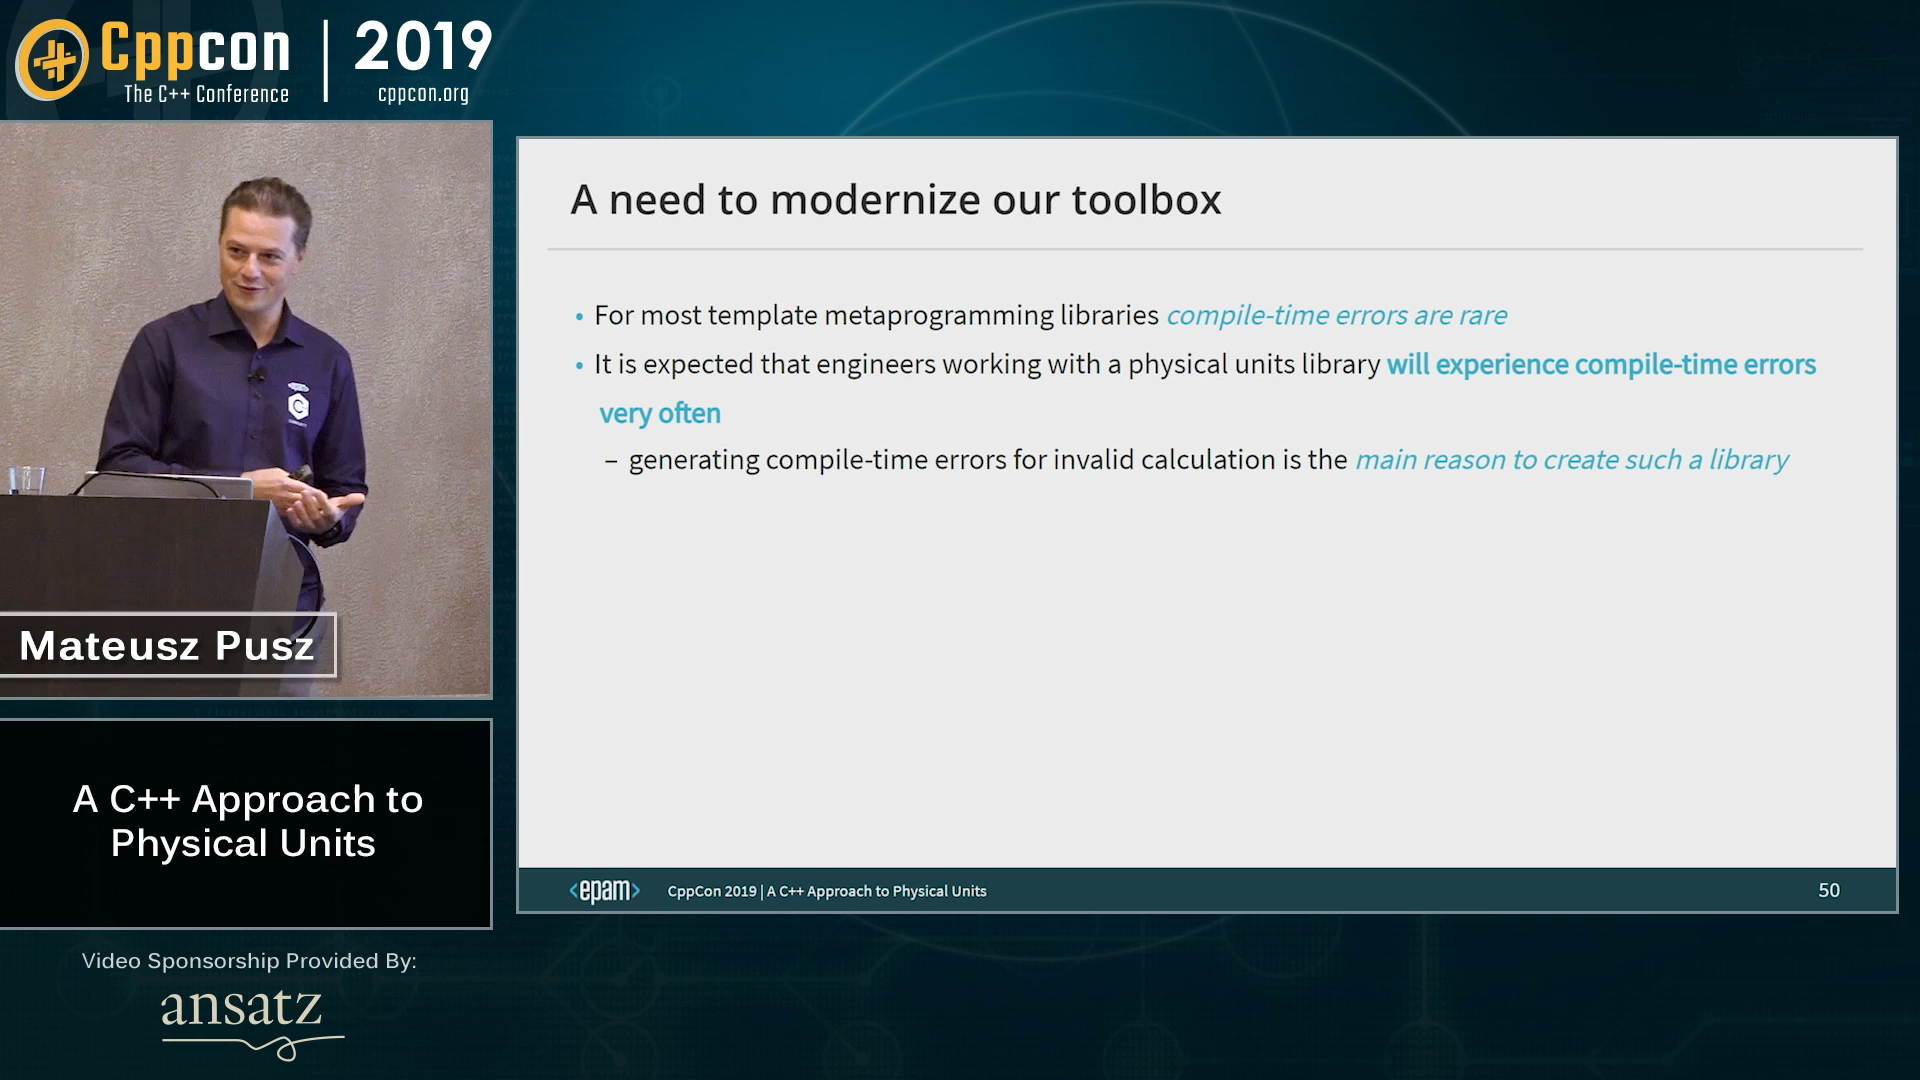 Cppcon
The C++ Conference
2019
cppcon.org
Mateusz Pusz
A C++ Approach to
Physical Units
Video Sponsorship Provided By:
ansatz
A need to modernize our toolbox
• For most template metaprogramming libraries compile-time errors are rare
• It is expected that engineers working with a physical units library will experience compile-time errors
very often
– generating compile-time errors for invalid calculation is the main reason to create such a library
<epam>
CppCon 2019 | A C++ Approach to Physical Units
50